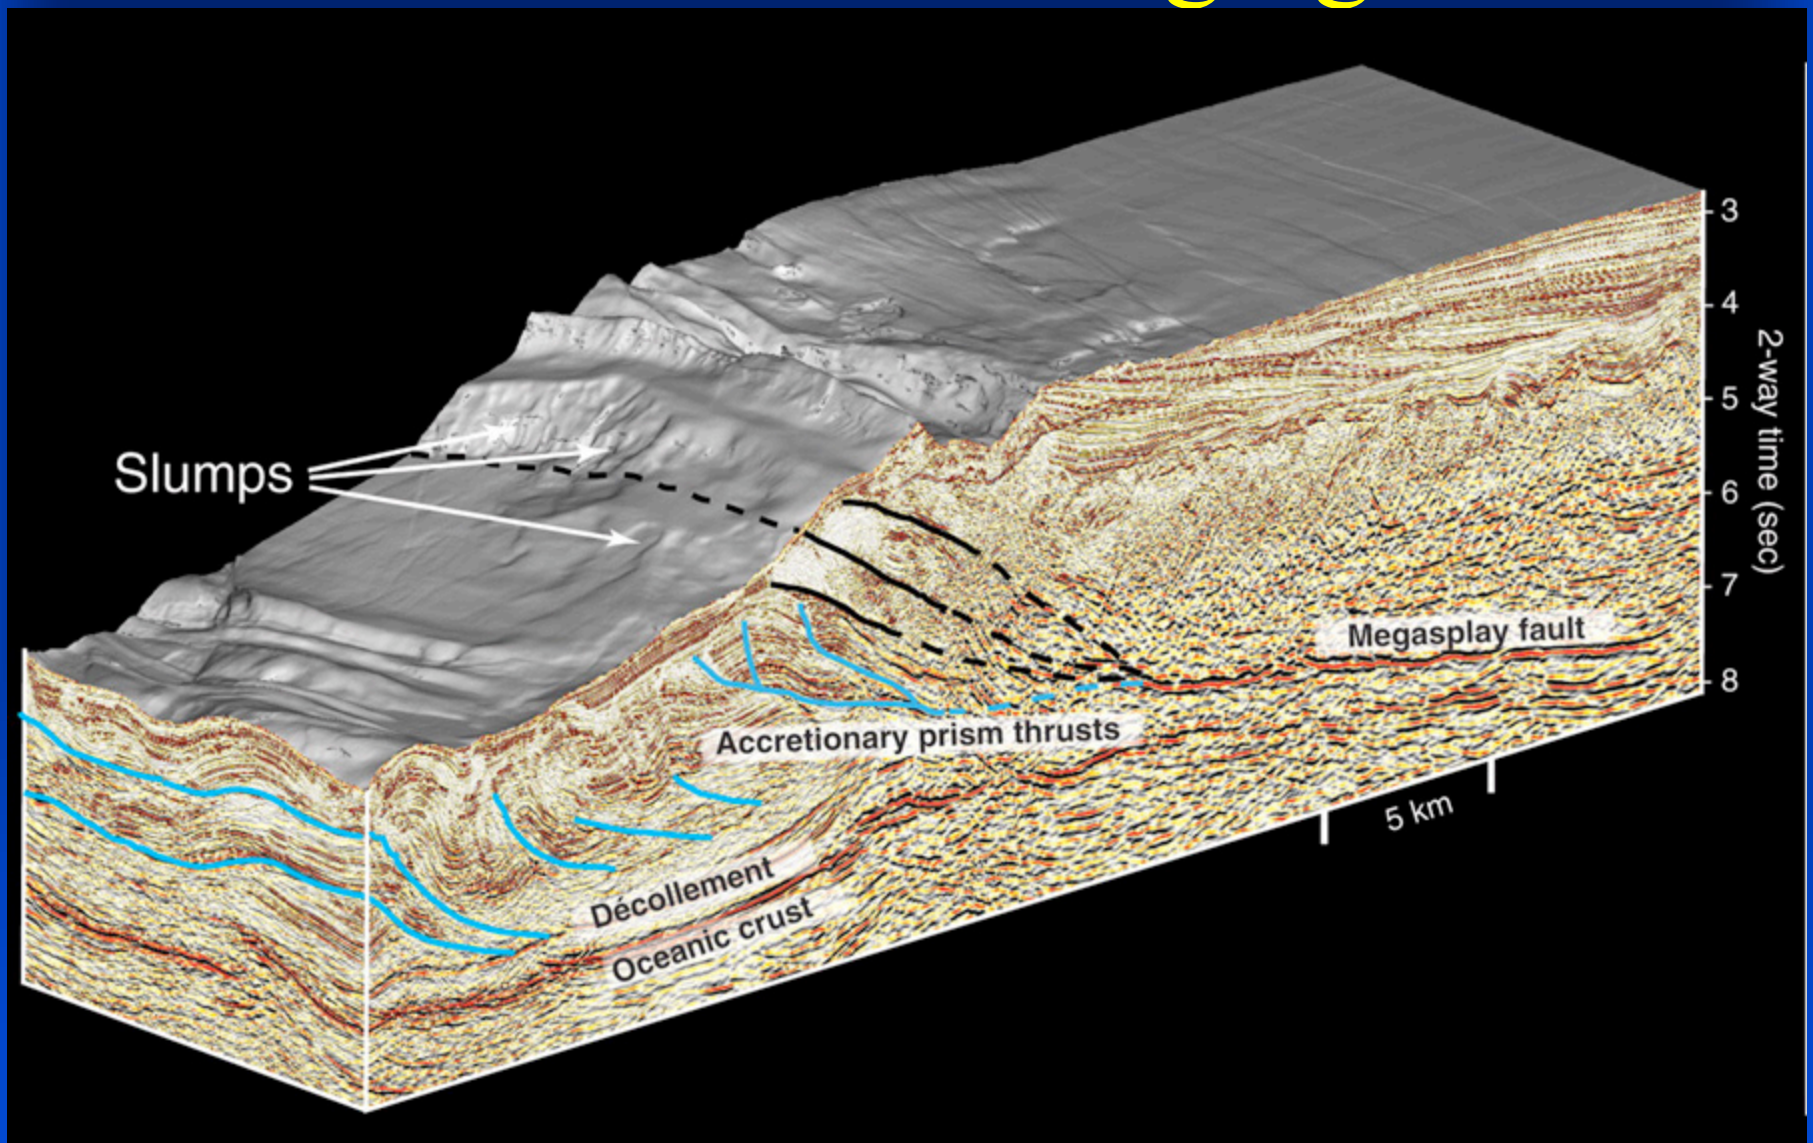 3
4
5
6
7
8
2-way time (sec)
Slumps
Megasplay fault
Accretionary prism thrusts
5 km
Décollement
Oceanic crust